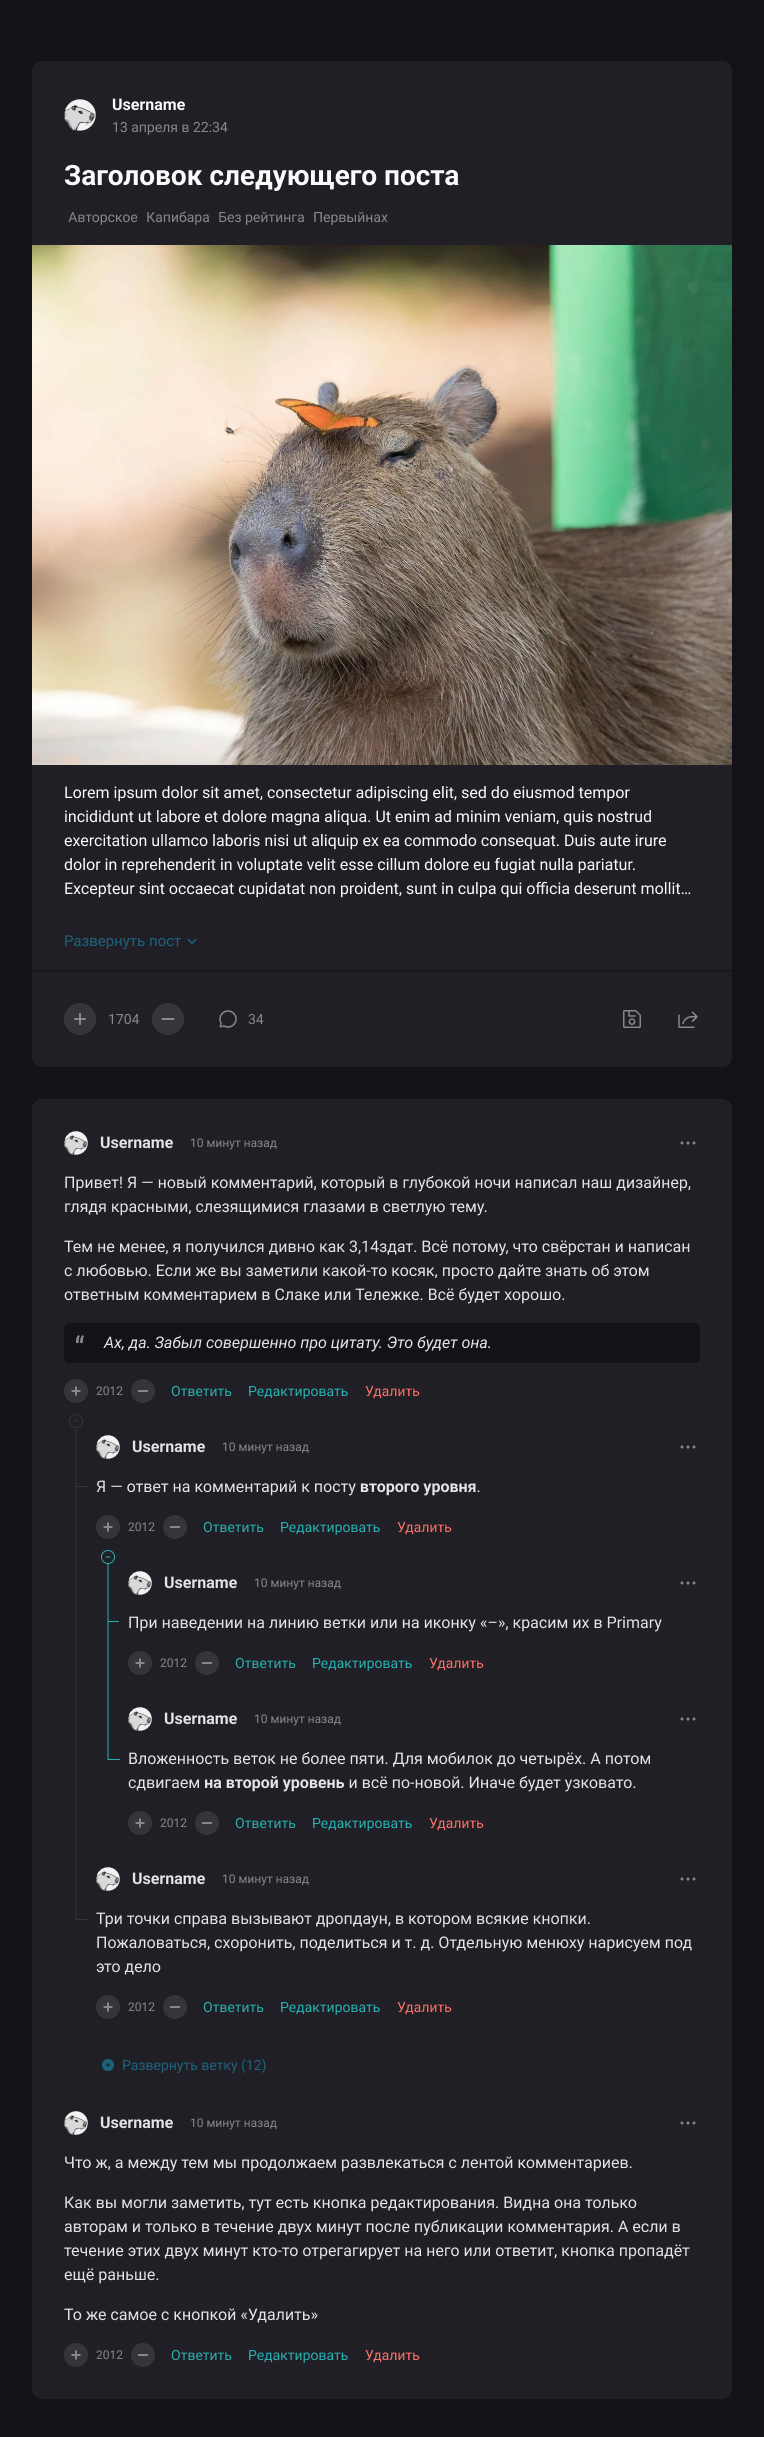 Username
13 апреля в 22:34
Заголовок следующего поста
Авторское Капибара Без рейтинга Первыйнах
Lorem ipsum dolor sit amet, consectetur adipiscing elit, sed do eiusmod tempor
incididunt ut labore et dolore magna aliqua. Ut enim ad minim veniam, quis nostrud
exercitation ullamco laboris nisi ut aliquip ex ea commodo consequat. Duis aute irure
dolor in reprehenderit in voluptate velit esse cillum dolore eu fugiat nulla pariatur.
Excepteur sint occaecat cupidatat non proident, sunt in culpa qui officia deserunt mollit...
Развернуть пост
1704 34
Username 10 минут назад
Привет! Я — новый комментарий, который в глубокой ночи написал наш дизайнер,
глядя красными, слезящимися глазами в светлую тему.
Тем не менее, я получился дивно как 3,14здат. Всё потому, что свёрстан и написан
с любовью. Если же вы заметили какой-то косяк, просто дайте знать об этом
ответным комментарием в Слаке или Тележке. Всё будет хорошо.
“ Ах, да. Забыл совершенно про цитату. Это будет она.
2012 Ответить Редактировать Удалить
Username 10 минут назад
Я — ответ на комментарий к посту второго уровня.
2012 Ответить Редактировать Удалить
Username 10 минут назад
При наведении на линию ветки или на иконку «–», красим их в Primary
2012 Ответить Редактировать Удалить
Username 10 минут назад
Вложенность веток не более пяти. Для мобилок до четырёх. А потом
сдвигаем на второй уровень и всё по-новой. Иначе будет узковато.
2012 Ответить Редактировать Удалить
Username 10 минут назад
Три точки справа вызывают дропдаун, в котором всякие кнопки.
Пожаловаться, схоронить, поделиться и т. д. Отдельную менюху нарисуем под
это дело
2012 Ответить Редактировать Удалить
Развернуть ветку (12)
Username 10 минут назад
Что ж, а между тем мы продолжаем развлекаться с лентой комментариев.
Как вы могли заметить, тут есть кнопка редактирования. Видна она только
авторам и только в течение двух минут после публикации комментария. А если в
течение этих двух минут кто-то отрегагирует на него или ответит, кнопка пропадёт
ещё раньше.
То же самое с кнопкой «Удалить»
2012 Ответить Редактировать Удалить